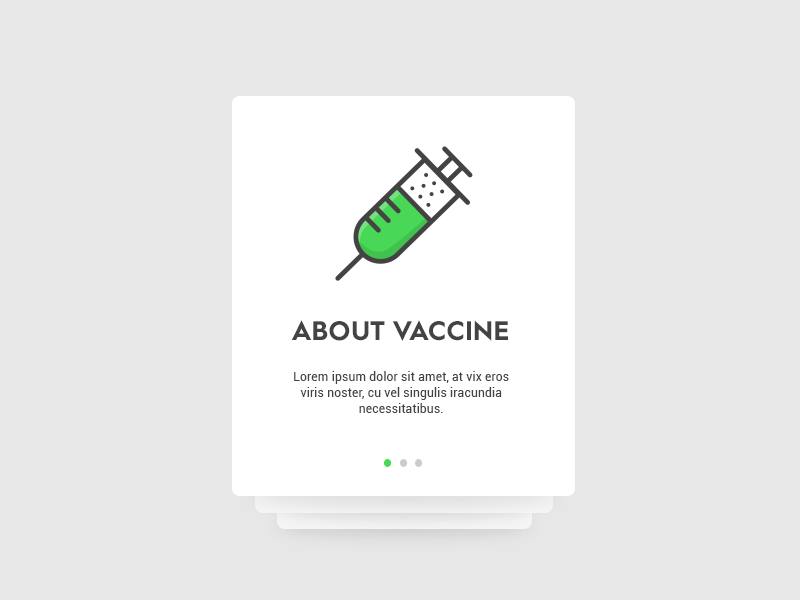 ABOUT VACCINE
Lorem ipsum dolor sit amet, at vix eros
viris noster, cu vel singulis iracundia
necessitatibus.